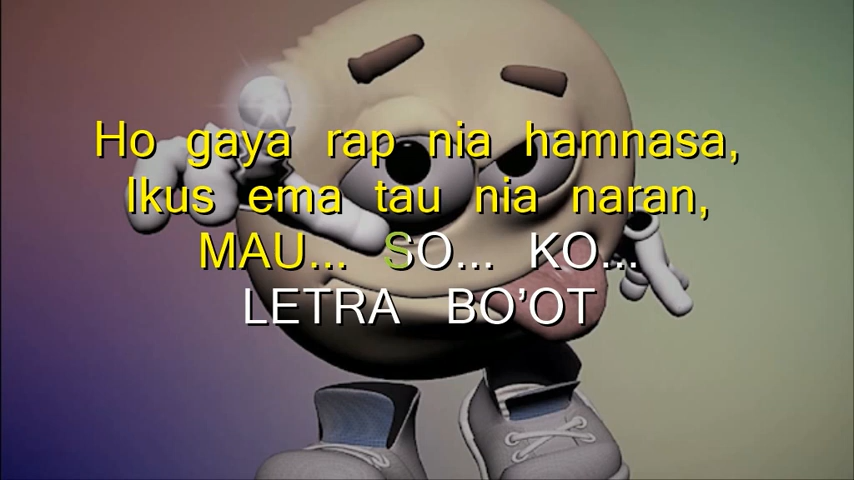 Ho gaya rap nia hamnasa,
Ikus ema tau nia naran,
MAU... SO... KO...
LETRA BO’OT